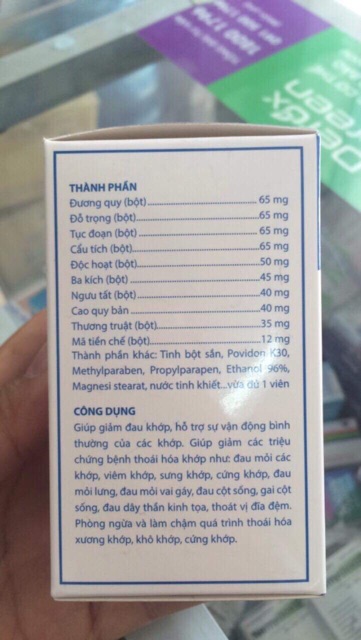 1800 1 Phú
Detox
Green
THÀNH PHẦN
Đương quy (bột)........65 mg
Đỗ trọng (bột)........65 mg
Tục đoạn (bột)........65 mg
Cẩu tích (bột)........65 mg
Độc hoạt (bột)........50 mg
Ba kích (bột)........45 mg
Ngưu tất (bột)........40 mg
Cao quy bản........40 mg
Thương truật (bột)........35 mg
Mã tiền chế (bột)........12 mg
Thành phần khác: Tinh bột sắn, Povidon K30,
Methylparaben, Propylparapen, Ethanol 96%,
Magnesi stearat, nước tinh khiết...vừa đủ 1 viên
CÔNG DỤNG
Giúp giảm đau khớp, hỗ trợ sự vận động bình
thường của các khớp. Giúp giảm các triệu
chứng bệnh thoái hóa khớp như: đau mỏi các
khớp, viêm khớp, sưng khớp, cứng khớp, đau
mỏi lưng, đau mỏi vai gáy, đau cột sống, gai cột
sống, đau dây thần kinh tọa, thoát vị đĩa đệm.
Phòng ngừa và làm chậm quá trình thoái hóa
xương khớp, khô khớp, cứng khớp.